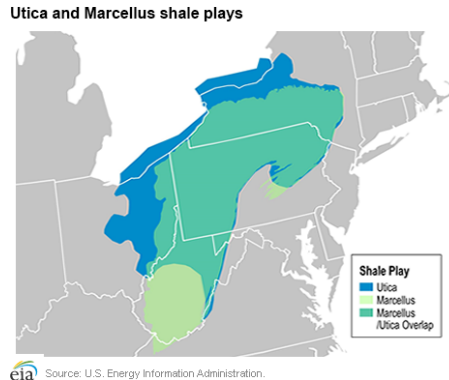 Utica and Marcellus shale plays
Shale Play
Utica
Marcellus
Marcellus
/Utica Overlap
eia Source: U.S. Energy Information Administration.